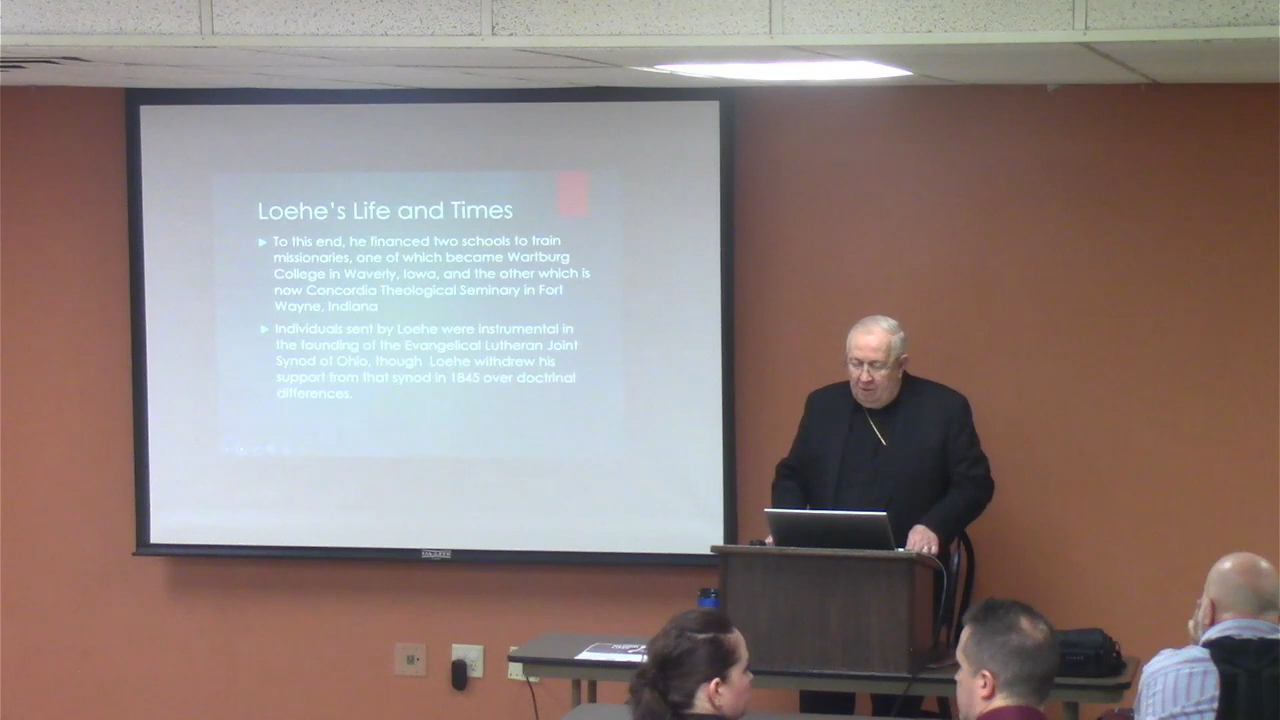 Loehe's Life and Times
To this end, he financed two schools to train
missionaries, one of which became Wartburg
College in Waverly, Iowa, and the other which is
now Concordia Theological Seminary in Fort
Wayne, Indiana
Individuals sent by Loehe were instrumental in
the founding of the Evangelical Lutheran Joint
Synod of Ohio, though Loehe withdrew his
support from that synod in 1845 over doctrinal
differences.